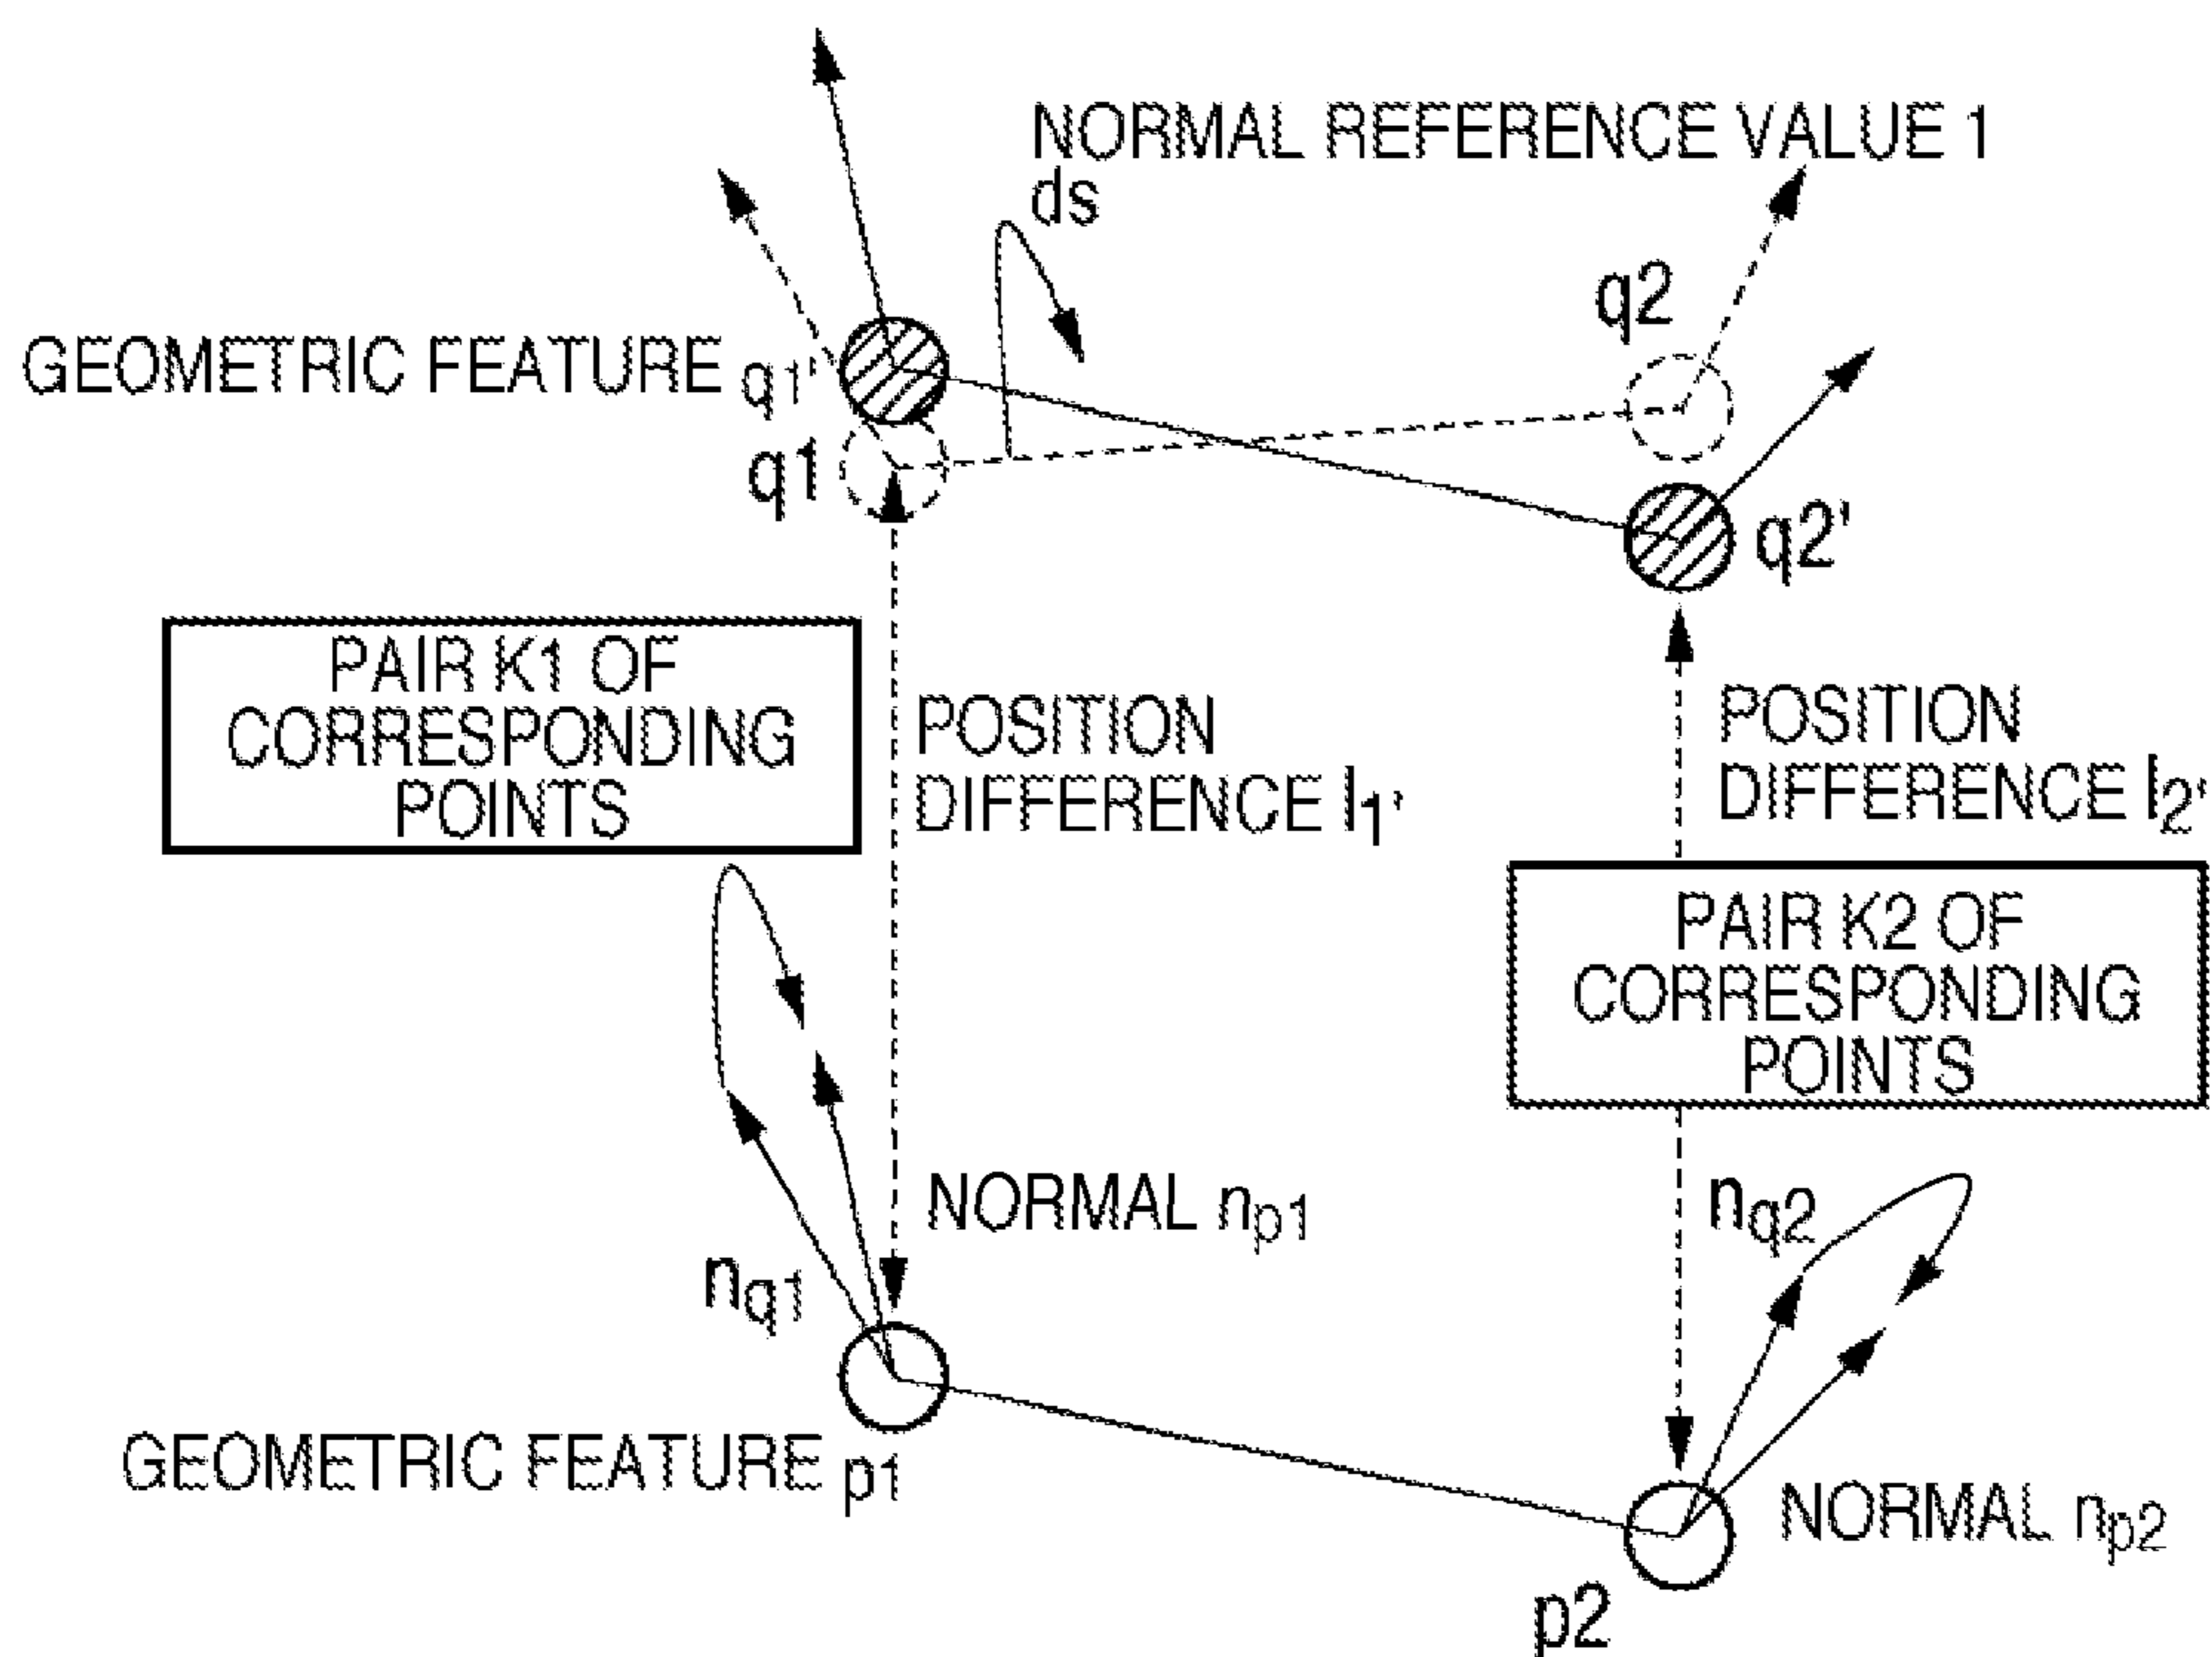 NORMAL REFERENCE VALUE 1
ds
q2
GEOMETRIC FEATURE q1'
q1
q2'
PAIR K1 OF
CORRESPONDING
POINTS
POSITION
DIFFERENCE l1'
POSITION
DIFFERENCE l2'
PAIR K2 OF
CORRESPONDING
POINTS
NORMAL np1
nq2
nq1
GEOMETRIC FEATURE p1
NORMAL np2
p2